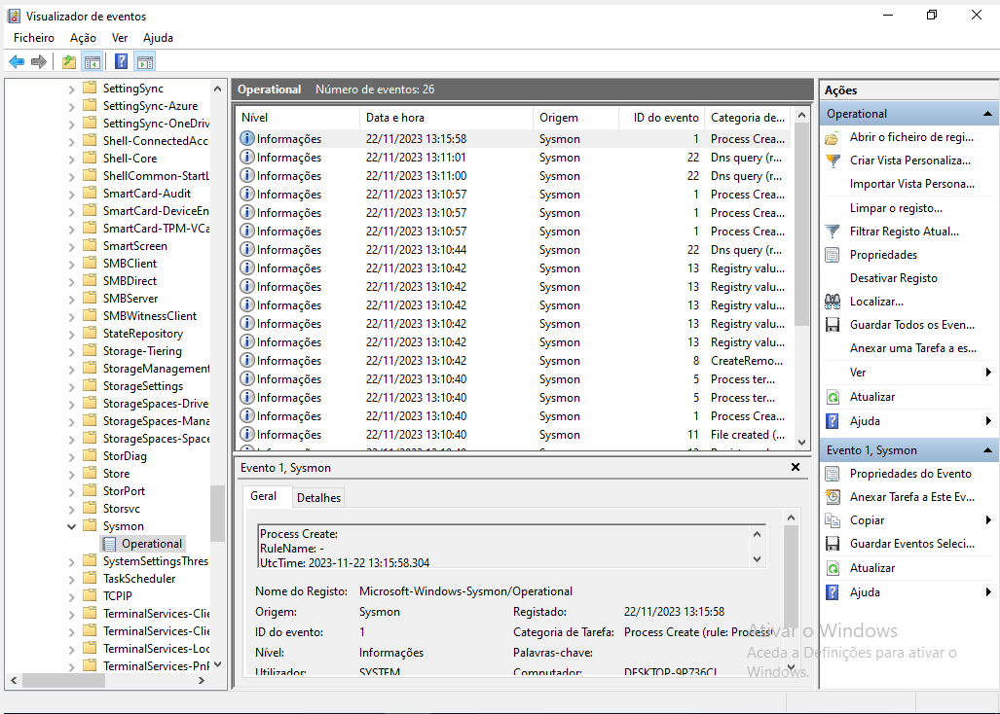 Visualizador de eventos
Ficheiro Ação Ver Ajuda
SettingSync
SettingSync-Azure
SettingSync-OneDriv
Shell-ConnectedAcc
Shell-Core
ShellCommon-StartL
SmartCard-Audit
SmartCard-DeviceEn
SmartCard-TPM-VCa
SmartScreen
SMBClient
SMBDirect
SMBServer
SMBWitnessClient
StateRepository
Storage-Tiering
StorageManagement
StorageSettings
StorageSpaces-Drive
StorageSpaces-Mana
StorageSpaces-Space
StorDiag
Store
StorPort
Storsvc
Sysmon
Operational
SystemSettingsThres
TaskScheduler
TCPIP
TerminalServices-Clie
TerminalServices-Clie
TerminalServices-Loc
TerminalServices-PnF
Operational Número de eventos: 26
Nível Data e hora Origem ID do evento Categoria de...
Informações 22/11/2023 13:15:58 Sysmon 1 Process Crea...
Informações 22/11/2023 13:11:01 Sysmon 22 Dns query (r...
Informações 22/11/2023 13:11:00 Sysmon 22 Dns query (r...
Informações 22/11/2023 13:10:57 Sysmon 1 Process Crea...
Informações 22/11/2023 13:10:57 Sysmon 1 Process Crea...
Informações 22/11/2023 13:10:57 Sysmon 1 Process Crea...
Informações 22/11/2023 13:10:44 Sysmon 22 Dns query (r...
Informações 22/11/2023 13:10:42 Sysmon 13 Registry valu...
Informações 22/11/2023 13:10:42 Sysmon 13 Registry valu...
Informações 22/11/2023 13:10:42 Sysmon 13 Registry valu...
Informações 22/11/2023 13:10:42 Sysmon 13 Registry valu...
Informações 22/11/2023 13:10:42 Sysmon 13 Registry valu...
Informações 22/11/2023 13:10:42 Sysmon 8 CreateRemo...
Informações 22/11/2023 13:10:40 Sysmon 5 Process ter...
Informações 22/11/2023 13:10:40 Sysmon 5 Process ter...
Informações 22/11/2023 13:10:40 Sysmon 1 Process Crea...
Informações 22/11/2023 13:10:40 Sysmon 11 File created (...
Evento 1, Sysmon
Geral Detalhes
Process Create:
RuleName: -
UtcTime: 2023-11-22 13:15:58.304
Nome do Registo: Microsoft-Windows-Sysmon/Operational
Origem: Sysmon Registado: 22/11/2023 13:15:58
ID do evento: 1 Categoria de Tarefa: Process Create (rule: Process
Nível: Informações Palavras-chave:
Utilizador: SYSTEM Computador: DESKTOP-9P736CL
Ações
Operational
Abrir o ficheiro de regi...
Criar Vista Personaliza...
Importar Vista Persona...
Limpar o registo...
Filtrar Registo Atual...
Propriedades
Desativar Registo
Localizar...
Guardar Todos os Even...
Anexar uma Tarefa a es...
Ver
Atualizar
Ajuda
Evento 1, Sysmon
Propriedades do Evento
Anexar Tarefa a Este Ev...
Copiar
Guardar Eventos Seleci...
Atualizar
Ajuda
Ativar o Windows
Aceda a Definições para ativar o
Windows.